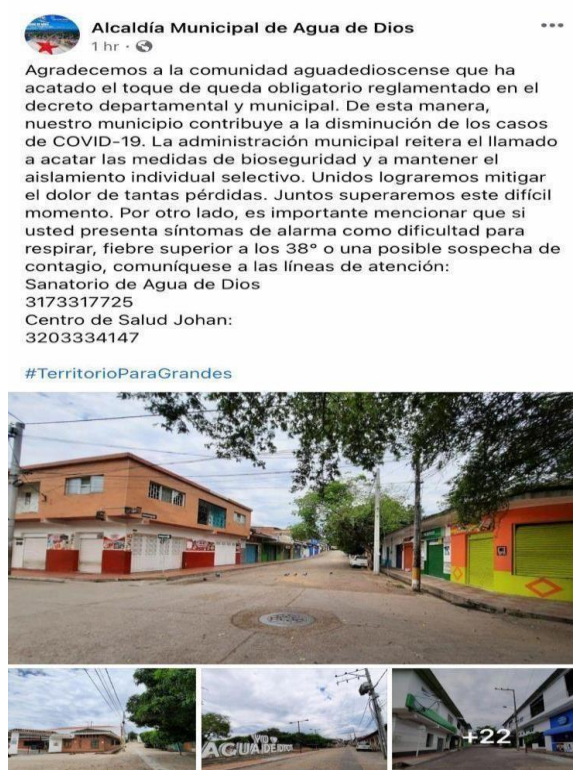 Alcaldía Municipal de Agua de Dios
1 hr ·
Agradecemos a la comunidad aguadedioscense que ha
acatado el toque de queda obligatorio reglamentado en el
decreto departamental y municipal. De esta manera,
nuestro municipio contribuye a la disminución de los casos
de COVID-19. La administración municipal reitera el llamado
a acatar las medidas de bioseguridad y a mantener el
aislamiento individual selectivo. Unidos lograremos mitigar
el dolor de tantas pérdidas. Juntos superaremos este difícil
momento. Por otro lado, es importante mencionar que si
usted presenta síntomas de alarma como dificultad para
respirar, fiebre superior a los 38° o una posible sospecha de
contagio, comuníquese a las líneas de atención:
Sanatorio de Agua de Dios
3173317725
Centro de Salud Johan:
3203334147
#TerritorioParaGrandes
AGUA DE DIOS
+22